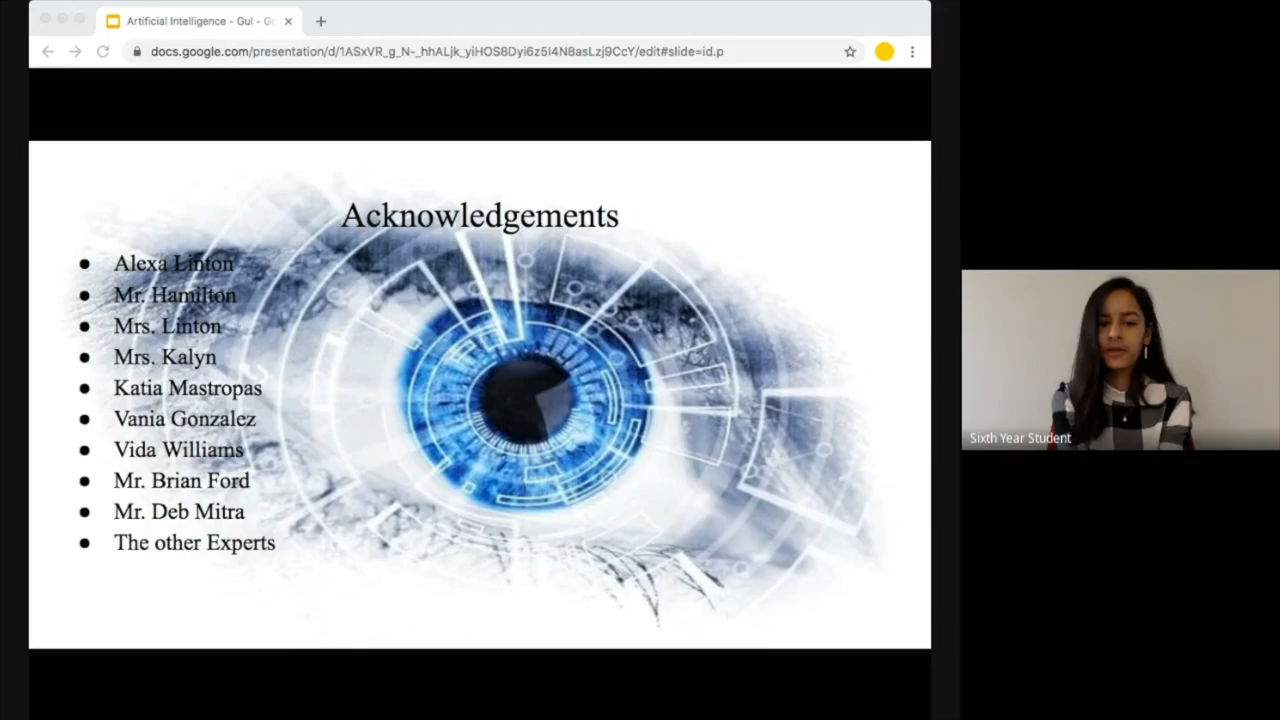 Artificial Intelligence - Gul - Go
docs.google.com/presentation/d/1ASxVR_g_N-_hhALjk_yiHOS8Dyi6z5I4N8asLzj9CcY/edit#slide=id.p
Acknowledgements
● Alexa Linton
● Mr. Hamilton
● Mrs. Linton
● Mrs. Kalyn
● Katia Mastropas
● Vania Gonzalez
● Vida Williams
● Mr. Brian Ford
● Mr. Deb Mitra
● The other Experts
Sixth Year Student